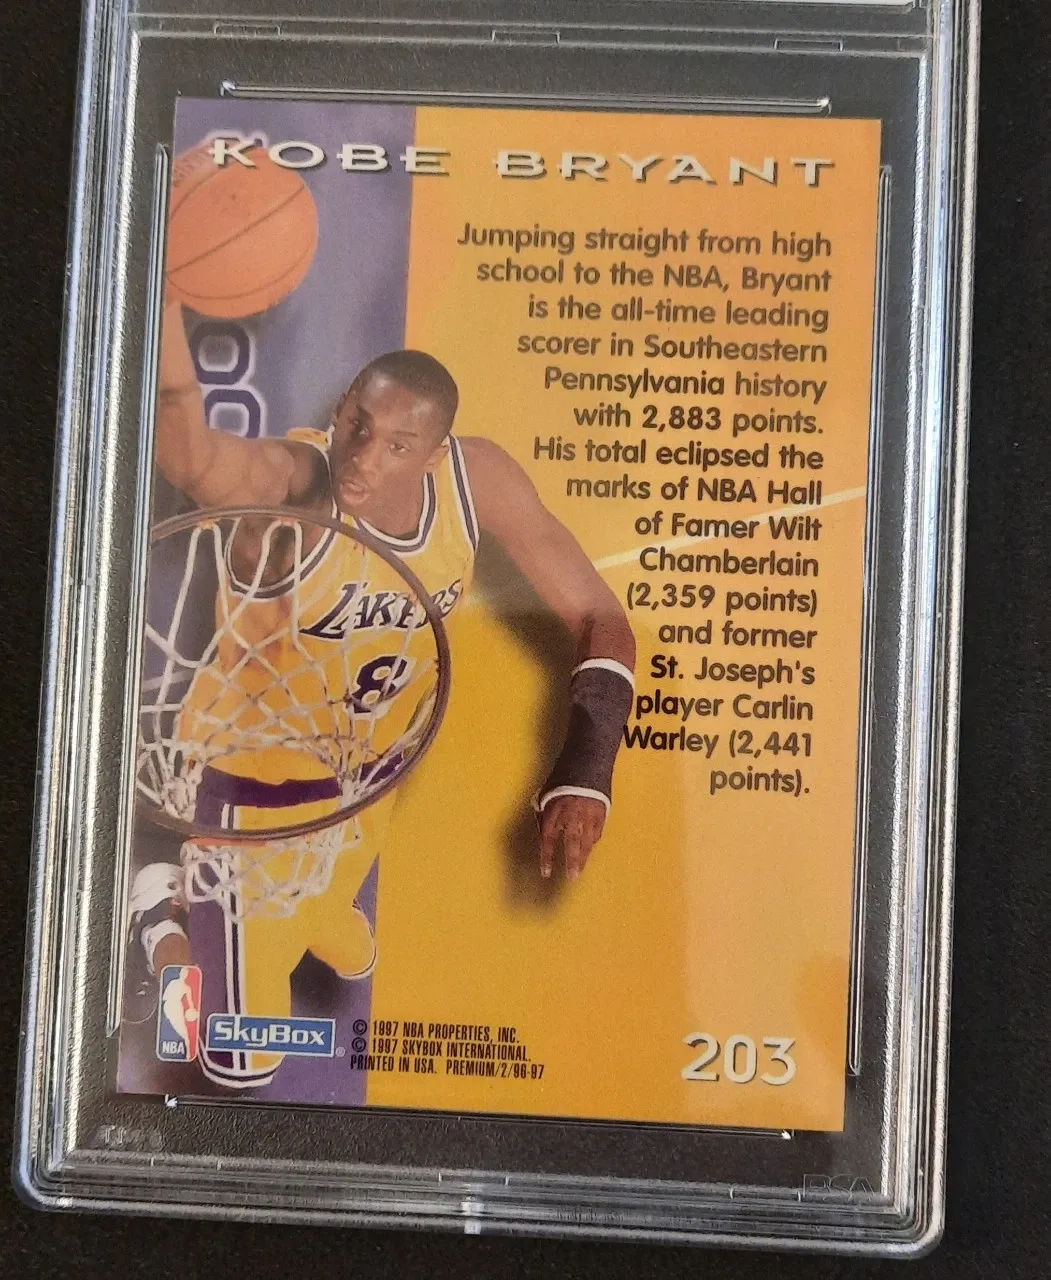 KOBE BRYANT
Jumping straight from high
school to the NBA, Bryant
is the all-time leading
scorer in Southeastern
Pennsylvania history
with 2,883 points.
His total eclipsed the
marks of NBA Hall
of Famer Wilt
Chamberlain
(2,359 points)
and former
St. Joseph's
player Carlin
Warley (2,441
points).
LAKERS
8
NBA
SkyBox®
© 1997 NBA PROPERTIES, INC.
© 1997 SKYBOX INTERNATIONAL.
PRINTED IN USA. PREMIUM/2/96-97
203
PSA